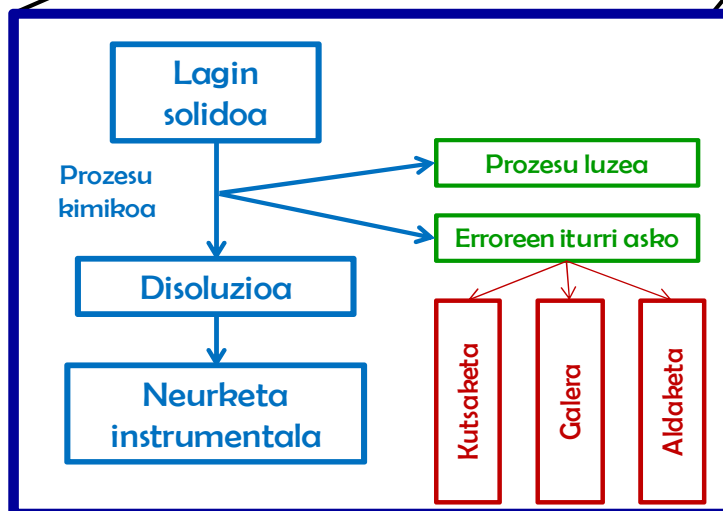 Lagin
solidoa
Prozesu
kimikoa
Prozesu luzea
Erroreen iturri asko
Disoluzioa
Neurketa
instrumentala
Kutsaketa
Galera
Aldaketa